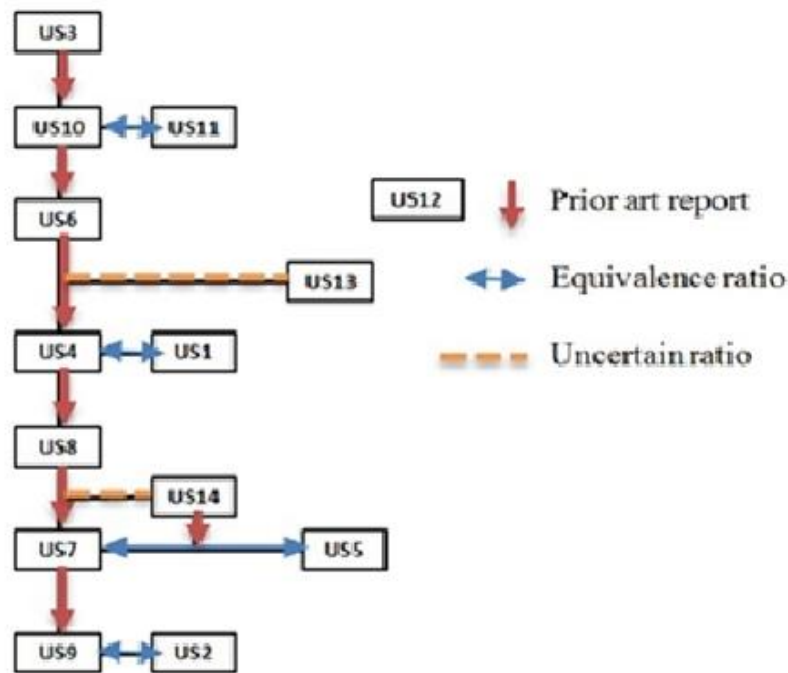 US3
US10
US11
US6
US12
Prior art report
US13
Equivalence ratio
US4
US1
Uncertain ratio
US8
US14
US7
US5
US9
US2